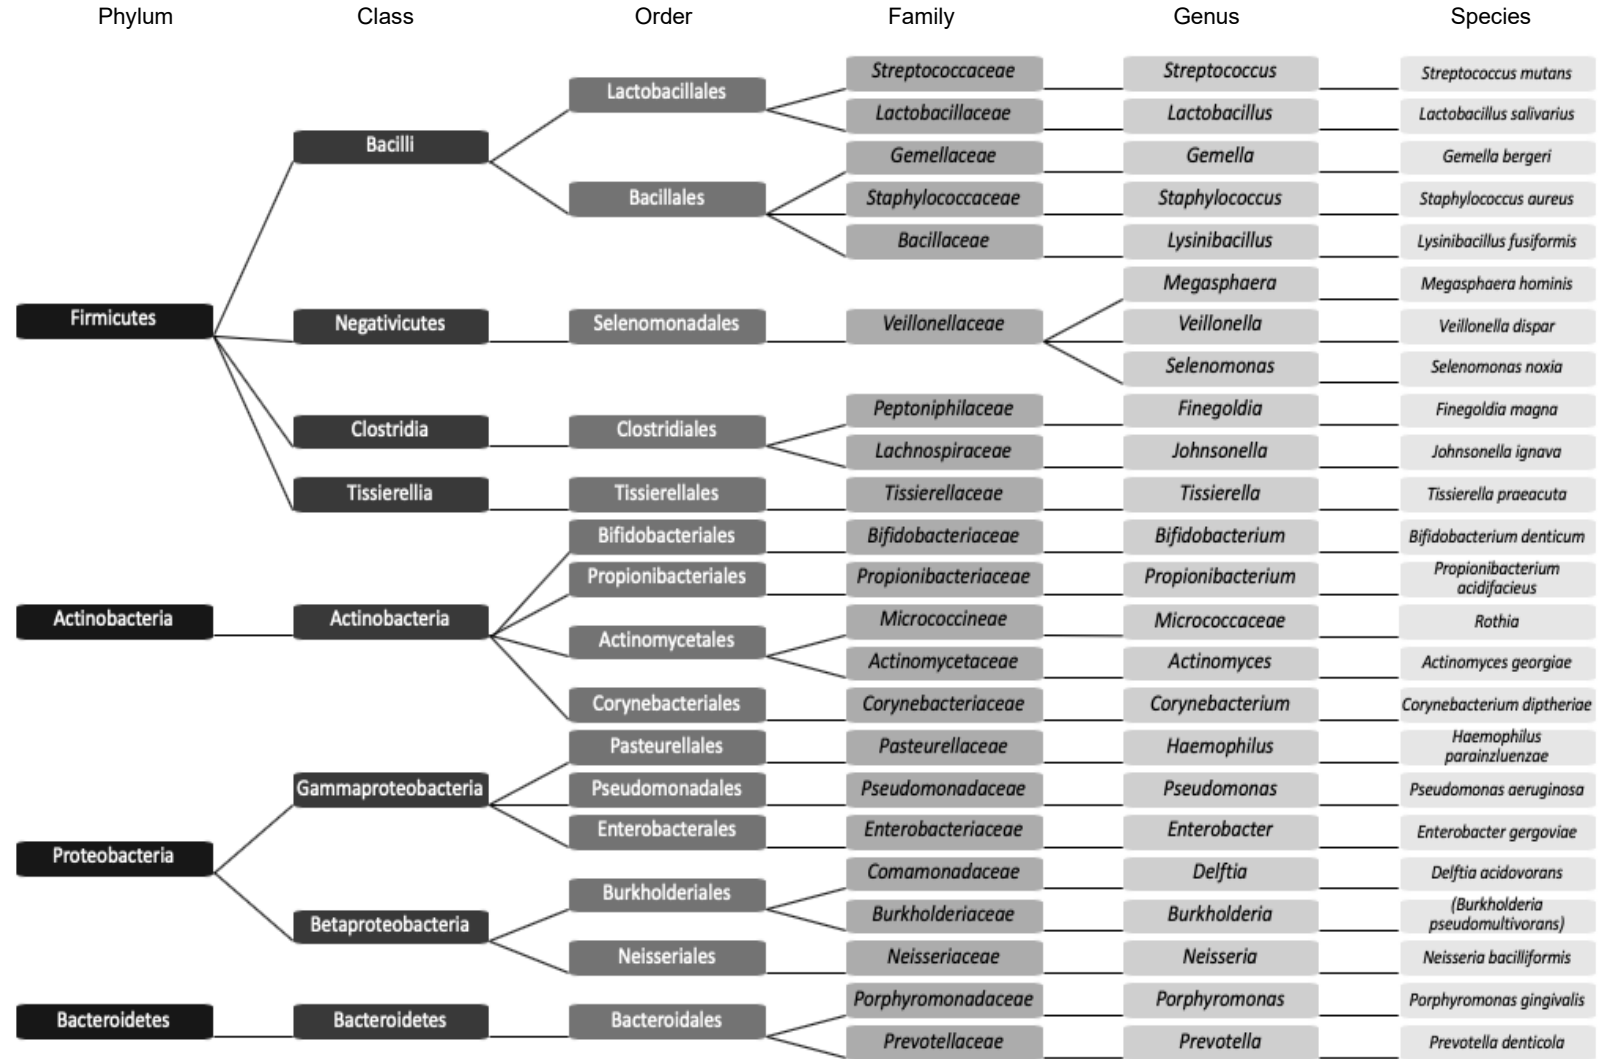 Phylum Class Order Family Genus Species
Streptococcaceae Streptococcus Streptococcus mutans
Lactobacillales
Lactobacillaceae Lactobacillus Lactobacillus salivarius
Bacilli
Gemellaceae Gemella Gemella bergeri
Bacillales Staphylococcaceae Staphylococcus Staphylococcus aureus
Bacillaceae Lysinibacillus Lysinibacillus fusiformis
Megasphaera Megasphaera hominis
Firmicutes Negativicutes Selenomonadales Veillonellaceae Veillonella Veillonella dispar
Selenomonas Selenomonas noxia
Peptoniphilaceae Finegoldia Finegoldia magna
Clostridia Clostridiales
Lachnospiraceae Johnsonella Johnsonella ignava
Tissierellia Tissierellales Tissierellaceae Tissierella Tissierella praeacuta
Bifidobacteriales Bifidobacteriaceae Bifidobacterium Bifidobacterium denticum
Propionibacteriales Propionibacteriaceae Propionibacterium Propionibacterium
acidifacieus
Actinobacteria Actinobacteria Micrococcineae Micrococcaceae Rothia
Actinomycetales
Actinomycetaceae Actinomyces Actinomyces georgiae
Corynebacteriales Corynebacteriaceae Corynebacterium Corynebacterium diptheriae
Pasteurellales Pasteurellaceae Haemophilus Haemophilus
parainzluenzae
Gammaproteobacteria Pseudomonadales Pseudomonadaceae Pseudomonas Pseudomonas aeruginosa
Enterobacterales Enterobacteriaceae Enterobacter Enterobacter gergoviae
Proteobacteria
Comamonadaceae Delftia Delftia acidovorans
Burkholderiales
Burkholderiaceae Burkholderia (Burkholderia
pseudomultivorans)
Betaproteobacteria
Neisseriales Neisseriaceae Neisseria Neisseria bacilliformis
Porphyromonadaceae Porphyromonas Porphyromonas gingivalis
Bacteroidetes Bacteroidetes Bacteroidales
Prevotellaceae Prevotella Prevotella denticola